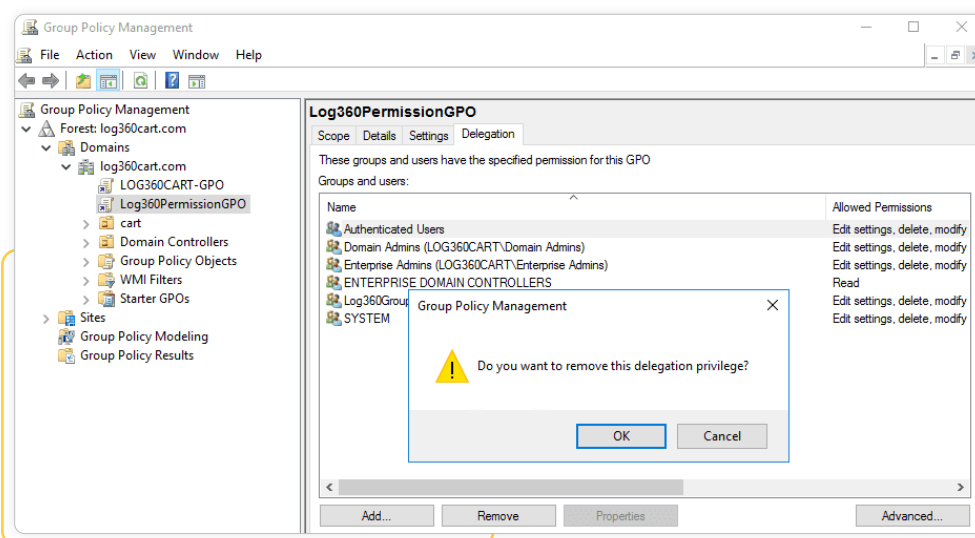 Group Policy Management
File Action View Window Help
Group Policy Management
Forest: log360cart.com
Domains
log360cart.com
LOG360CART-GPO
Log360PermissionGPO
cart
Domain Controllers
Group Policy Objects
WMI Filters
Starter GPOs
Sites
Group Policy Modeling
Group Policy Results
Log360PermissionGPO
Scope Details Settings Delegation
These groups and users have the specified permission for this GPO
Groups and users:
Name Allowed Permissions
Authenticated Users Edit settings, delete, modify
Domain Admins (LOG360CART\Domain Admins) Edit settings, delete, modify
Enterprise Admins (LOG360CART\Enterprise Admins) Edit settings, delete, modify
ENTERPRISE DOMAIN CONTROLLERS Read
Log360Group Edit settings, delete, modify
SYSTEM Edit settings, delete, modify
Group Policy Management
Do you want to remove this delegation privilege?
OK Cancel
Add... Remove Properties Advanced...